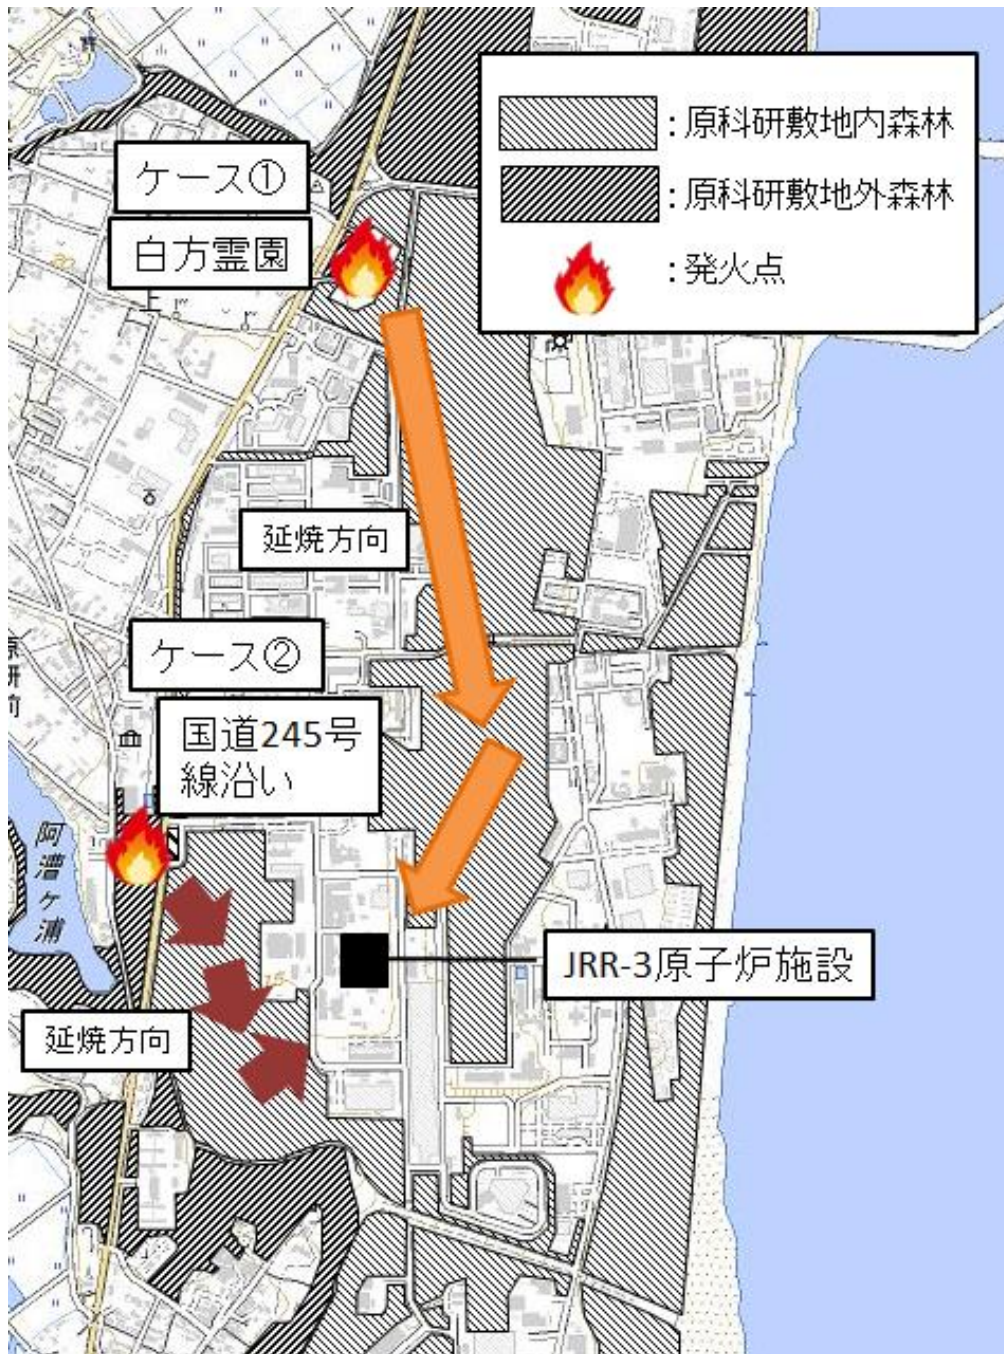 ：原科研敷地内森林
：原科研敷地外森林
：発火点
ケース①
白方霊園
延焼方向
ケース②
国道245号
線沿い
阿漕ヶ浦
JRR-3原子炉施設
延焼方向